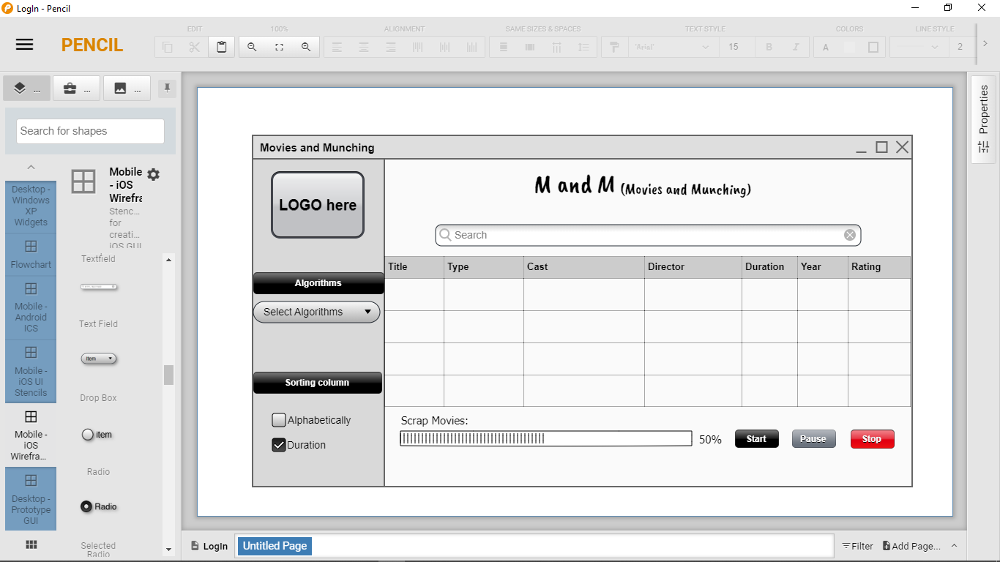 LogIn - Pencil
PENCIL
EDIT
100%
ALIGNMENT
SAME SIZES & SPACES
TEXT STYLE
COLORS
LINE STYLE
'Arial'
15
B
I
A
2
...
...
...
Search for shapes
Desktop -
Windows
XP
Widgets
Flowchart
Mobile -
Android
ICS
Mobile -
iOS UI
Stencils
Mobile -
iOS
Wirefra...
Desktop -
Prototype
GUI
Mobile
- iOS
Wirefra
Stenc...
for
creati...
iOS GUI
Textfield
Text Field
Item
Drop Box
item
Radio
Radio
Selected
Radio
Movies and Munching
LOGO here
M and M (Movies and Munching)
Search
Algorithms
Select Algorithms
Sorting column
Alphabetically
Duration
Title
Type
Cast
Director
Duration
Year
Rating
Scrap Movies:
50%
Start
Pause
Stop
Properties
LogIn
Untitled Page
Filter
Add Page...